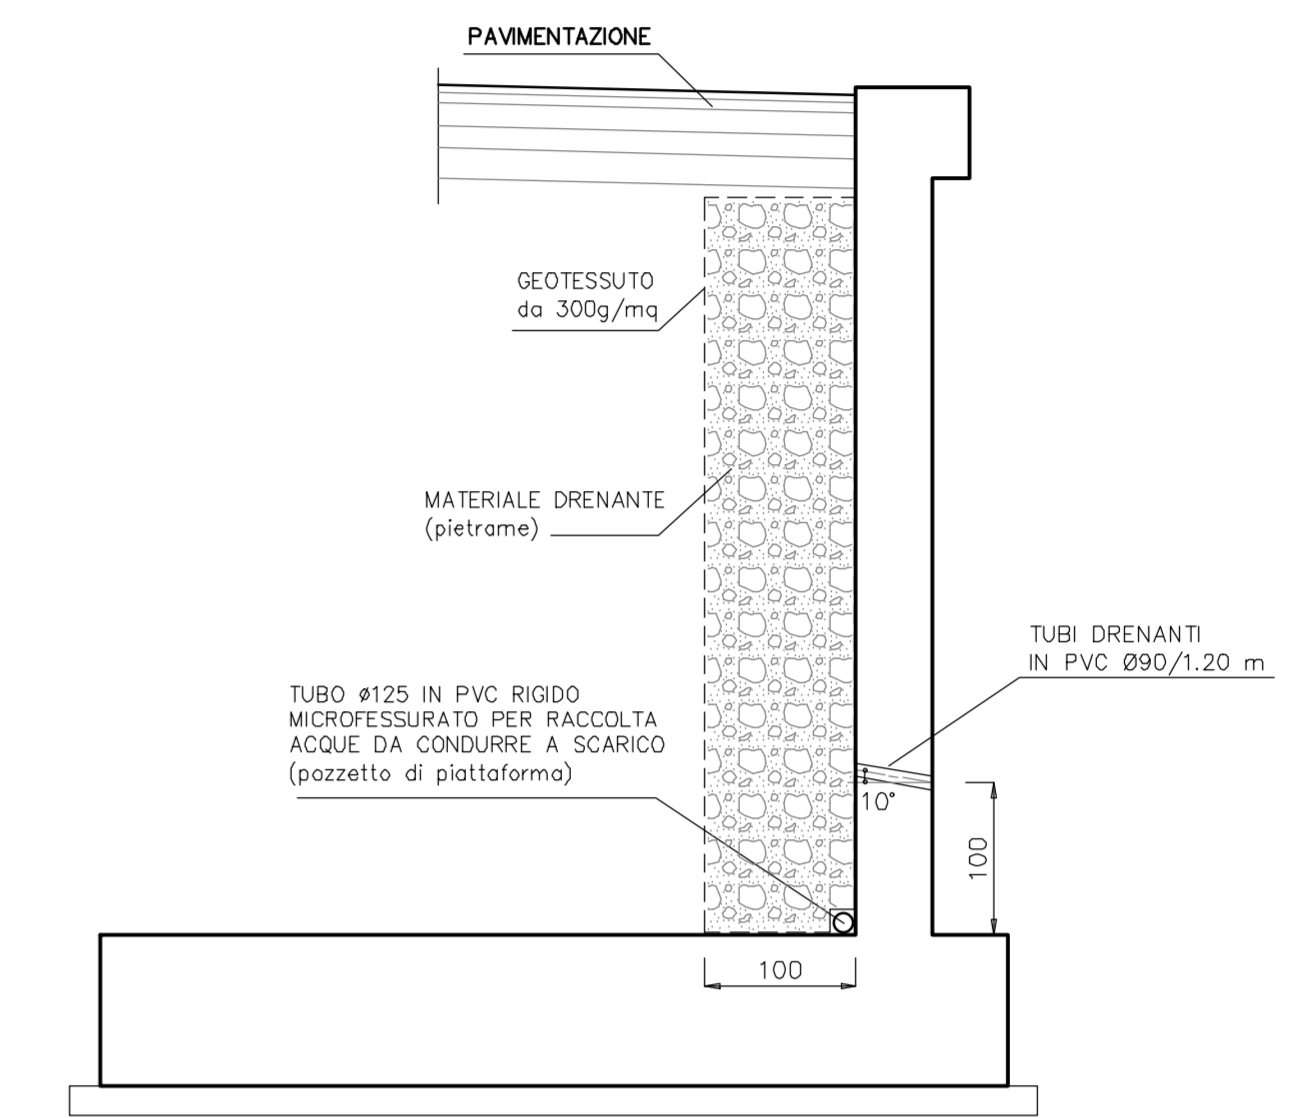 PAVIMENTAZIONE
GEOTESSUTO
da 300g/mq
MATERIALE DRENANTE
(pietrame)
TUBI DRENANTI
IN PVC Ø90/1.20 m
TUBO ø125 IN PVC RIGIDO
MICROFESSURATO PER RACCOLTA
ACQUE DA CONDURRE A SCARICO
(pozzetto di piattaforma)
10°
100
100